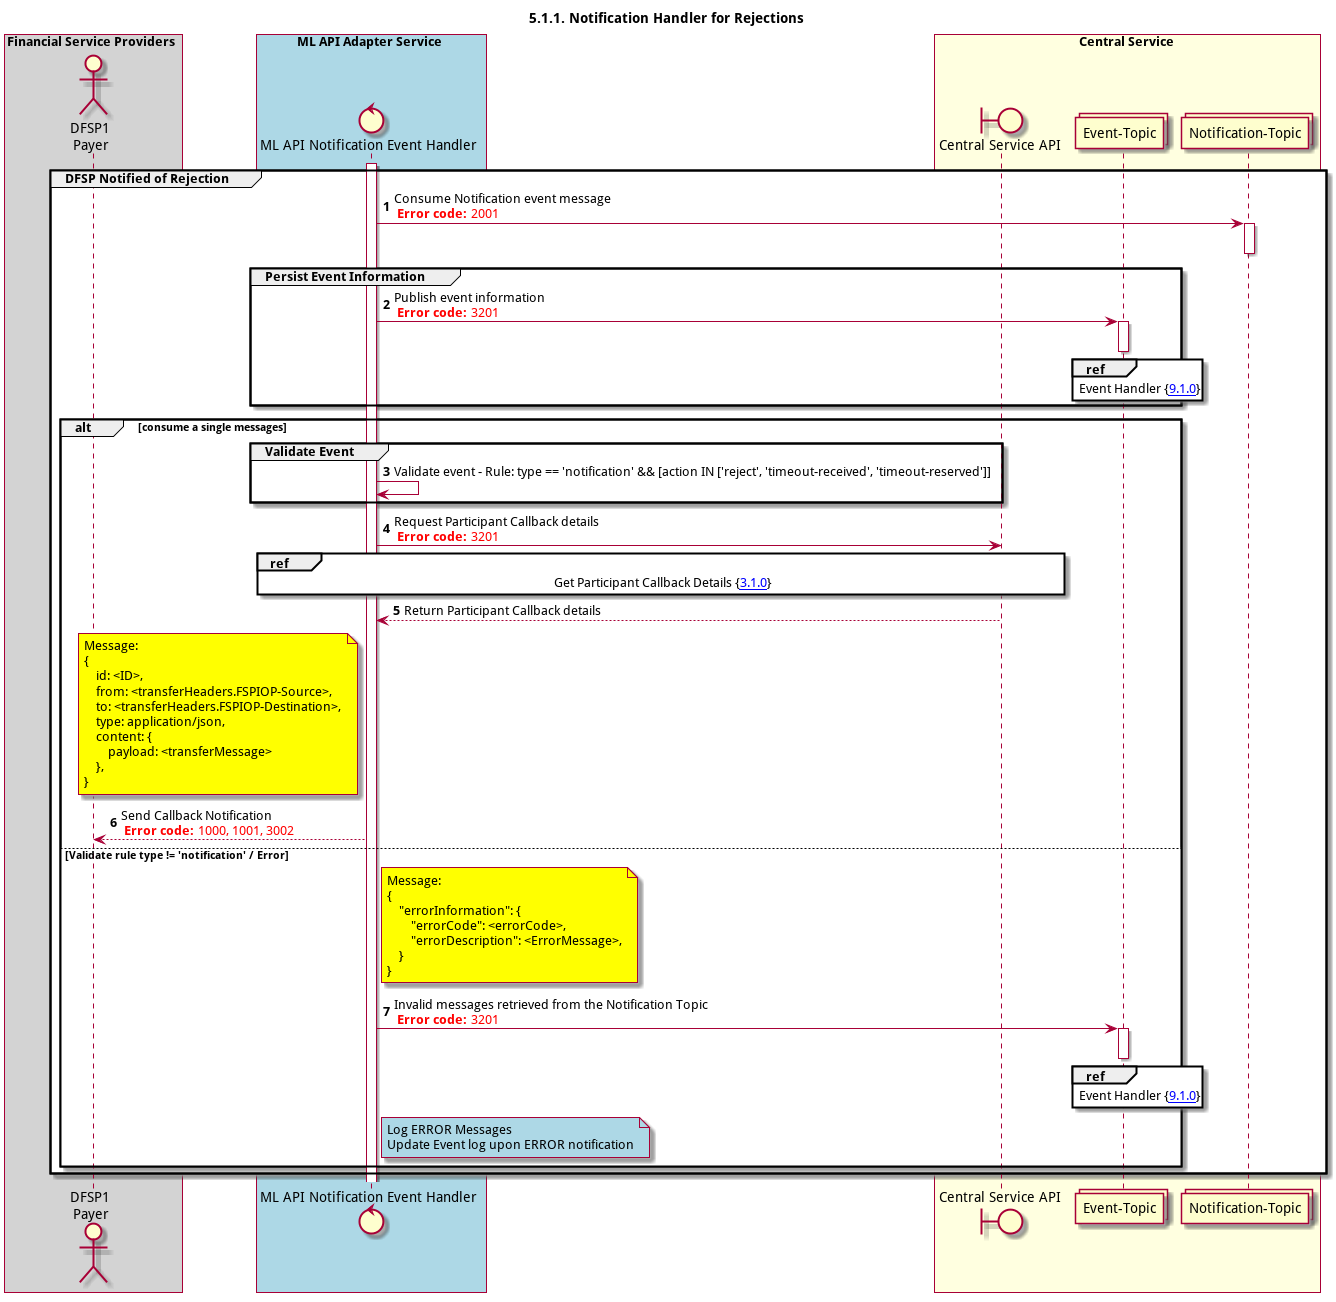 5.1.1. Notification Handler for Rejections
Financial Service Providers
ML API Adapter Service
Central Service
DFSP1
Payer
ML API Notification Event Handler
Central Service API
Event-Topic
Notification-Topic
DFSP Notified of Rejection
1 Consume Notification event message
Error code: 2001
Persist Event Information
2 Publish event information
Error code: 3201
ref
Event Handler {9.1.0}
alt [consume a single messages]
Validate Event
3 Validate event - Rule: type == 'notification' && [action IN ['reject', 'timeout-received', 'timeout-reserved']]
4 Request Participant Callback details
Error code: 3201
ref
Get Participant Callback Details {3.1.0}
5 Return Participant Callback details
Message:
{
id: <ID>,
from: <transferHeaders.FSPIOP-Source>,
to: <transferHeaders.FSPIOP-Destination>,
type: application/json,
content: {
payload: <transferMessage>
},
}
6 Send Callback Notification
Error code: 1000, 1001, 3002
[Validate rule type != 'notification' / Error]
Message:
{
"errorInformation": {
"errorCode": <errorCode>,
"errorDescription": <ErrorMessage>,
}
}
7 Invalid messages retrieved from the Notification Topic
Error code: 3201
ref
Event Handler {9.1.0}
Log ERROR Messages
Update Event log upon ERROR notification
DFSP1
Payer
ML API Notification Event Handler
Central Service API
Event-Topic
Notification-Topic